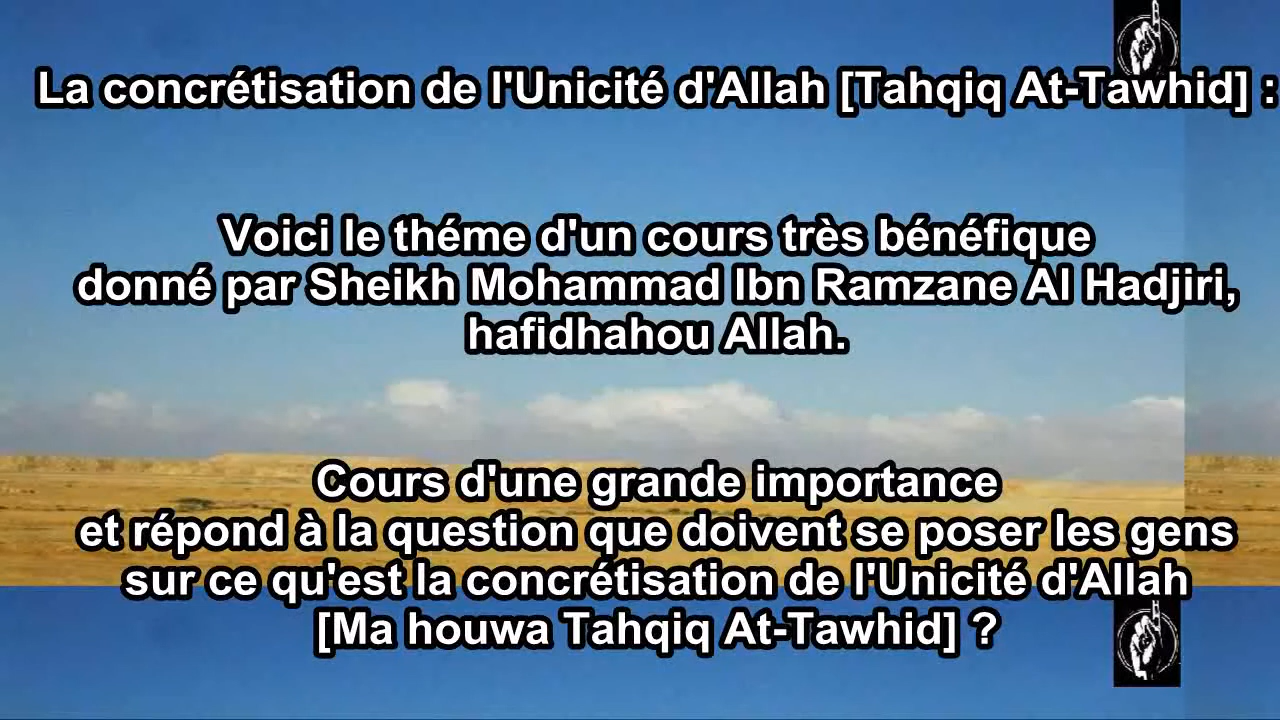 La concrétisation de l'Unicité d'Allah [Tahqiq At-Tawhid] :
Voici le théme d'un cours très bénéfique
donné par Sheikh Mohammad Ibn Ramzane Al Hadjiri,
hafidhahou Allah.
Cours d'une grande importance
et répond à la question que doivent se poser les gens
sur ce qu'est la concrétisation de l'Unicité d'Allah
[Ma houwa Tahqiq At-Tawhid] ?